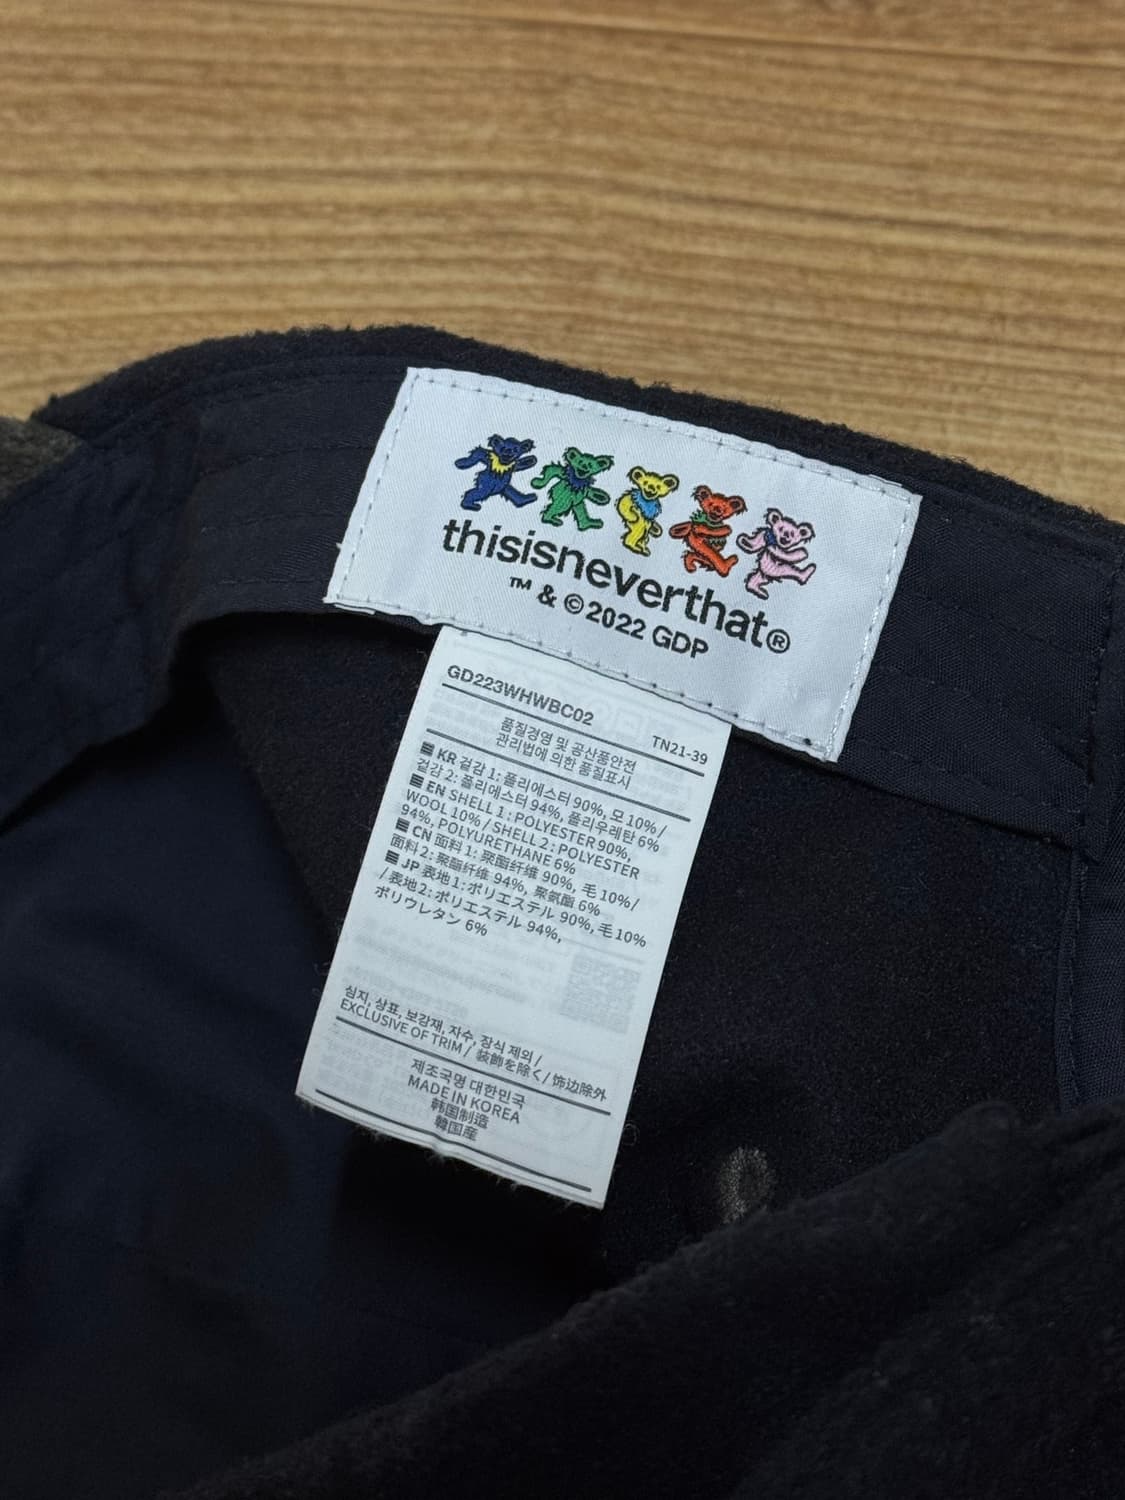 thisisneverthat®
™ & ©2022 GDP
GD223WHWBC02
TN21-39
품질경영 및 공산품안전
관리법에 의한 품질표시
KR 겉감 1: 폴리에스터 90%, 모 10% /
겉감 2: 폴리에스터 94%, 폴리우레탄 6%
EN SHELL 1 : POLYESTER 90%,
WOOL 10% / SHELL 2 : POLYESTER
94%, POLYURETHANE 6%
CN 面料 1: 聚酯纤维 90%, 毛 10% /
面料 2: 聚酯纤维 94%, 聚氨酯 6%
JP 表地 1: ポリエステル 90%, 毛 10%
/ 表地 2: ポリエステル 94%,
ポリウレタン 6%
심지, 상표, 보강재, 자수, 장식 제외 /
EXCLUSIVE OF TRIM / 装飾を除く/ 饰边除外
제조국명 대한민국
MADE IN KOREA
韩国制造
韓国産